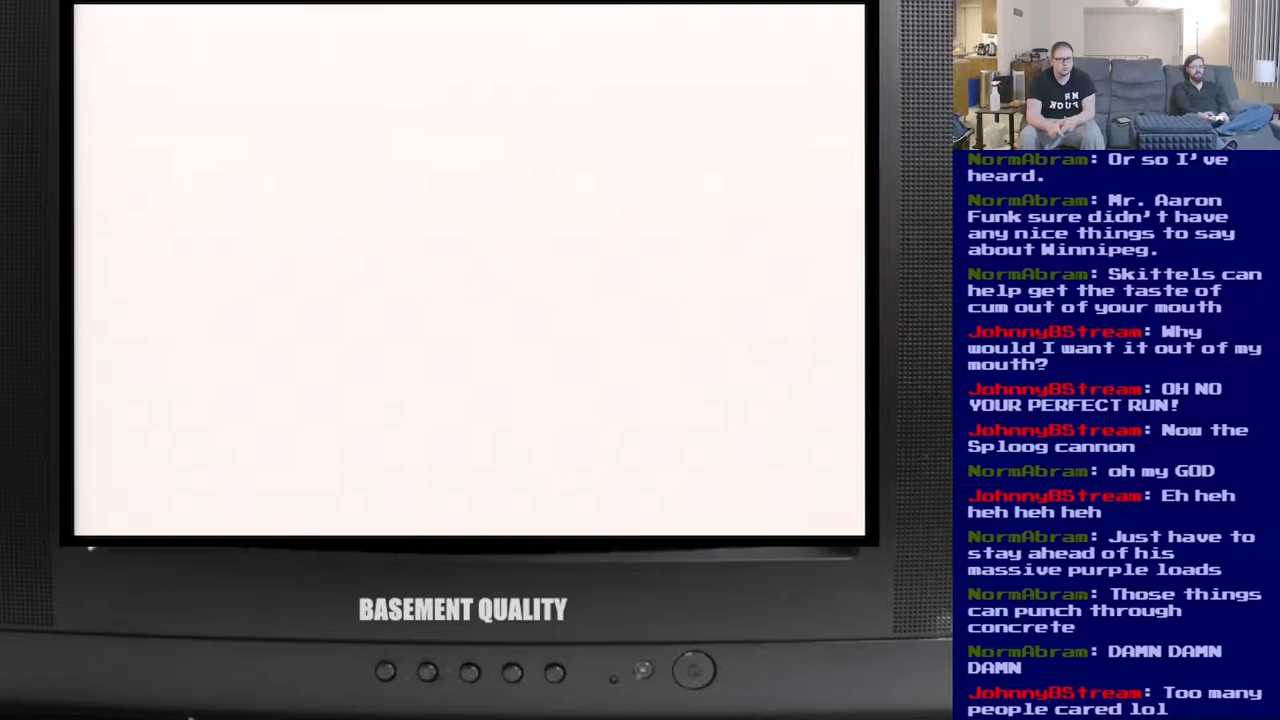 BASEMENT QUALITY
NormAbram: Or so I've
heard.
NormAbram: Mr. Aaron
Funk sure didn't have
any nice things to say
about Winnipeg.
NormAbram: Skittels can
help get the taste of
cum out of your mouth
JohnnyBStream: Why
would I want it out of my
mouth?
JohnnyBStream: OH NO
YOUR PERFECT RUN!
JohnnyBStream: Now the
Sploog cannon
NormAbram: oh my GOD
JohnnyBStream: Eh heh
heh heh heh
NormAbram: Just have to
stay ahead of his
massive purple loads
NormAbram: Those things
can punch through
concrete
NormAbram: DAMN DAMN
DAMN
JohnnyBStream: Too many
people cared lol